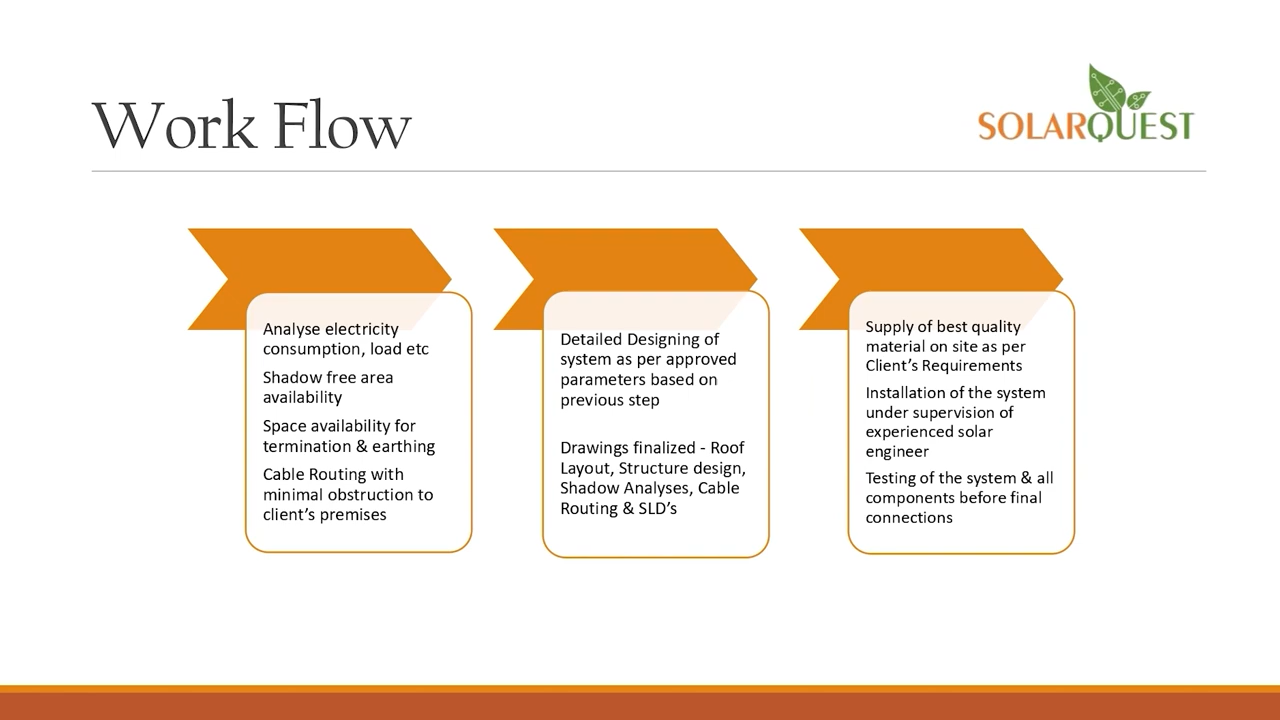 Work Flow
SOLARQUEST
Analyse electricity
consumption, load etc
Shadow free area
availability
Space availability for
termination & earthing
Cable Routing with
minimal obstruction to
client’s premises
Detailed Designing of
system as per approved
parameters based on
previous step
Drawings finalized - Roof
Layout, Structure design,
Shadow Analyses, Cable
Routing & SLD’s
Supply of best quality
material on site as per
Client’s Requirements
Installation of the system
under supervision of
experienced solar
engineer
Testing of the system & all
components before final
connections